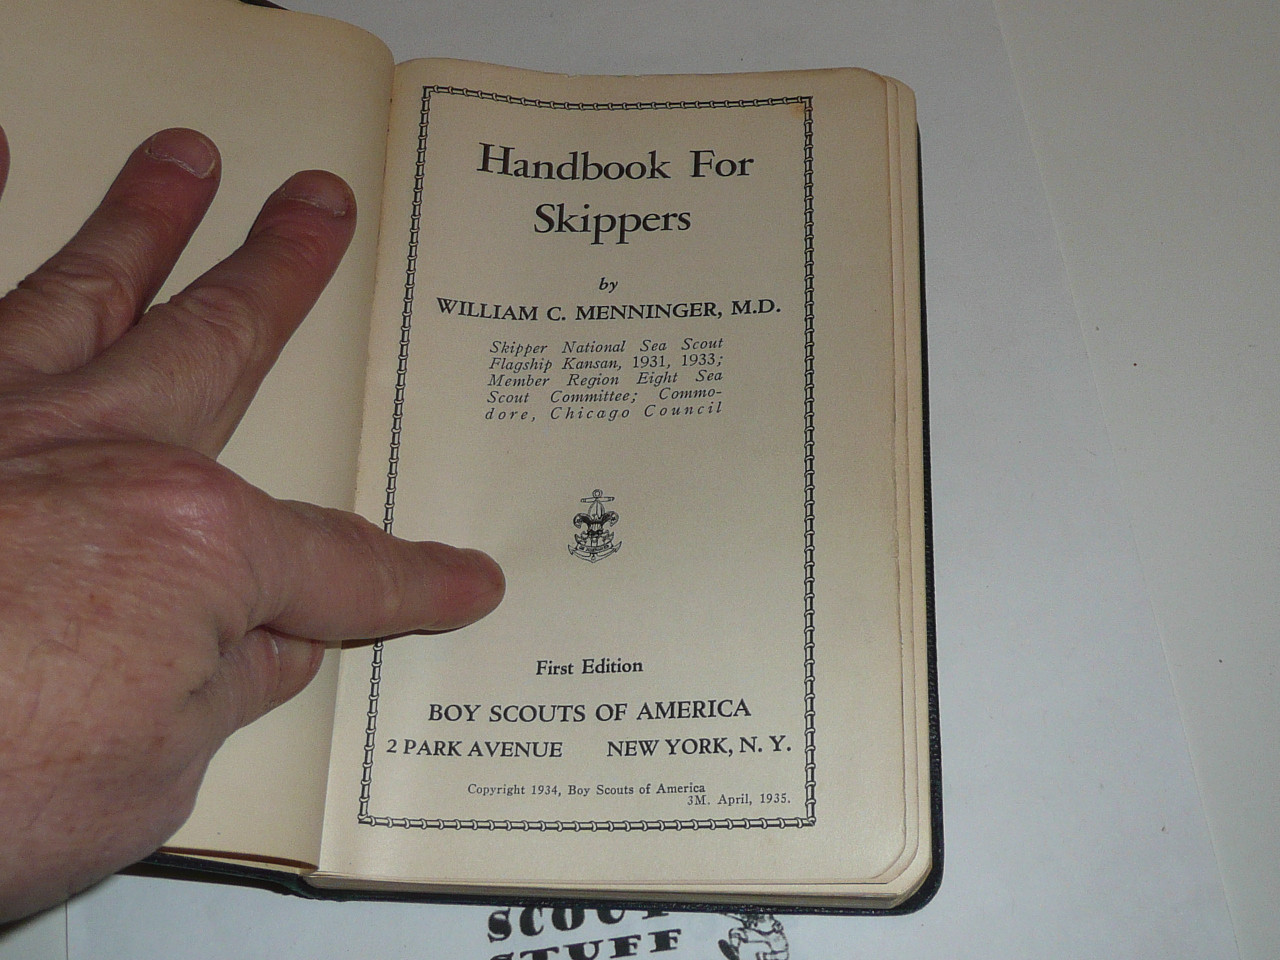 Handbook For
Skippers
by
WILLIAM C. MENNINGER, M.D.
Skipper National Sea Scout
Flagship Kansan, 1931, 1933;
Member Region Eight Sea
Scout Committee; Commo-
dore, Chicago Council
First Edition
BOY SCOUTS OF AMERICA
2 PARK AVENUE NEW YORK, N. Y.
Copyright 1934, Boy Scouts of America
3M. April, 1935.
SCOUT
STUFF